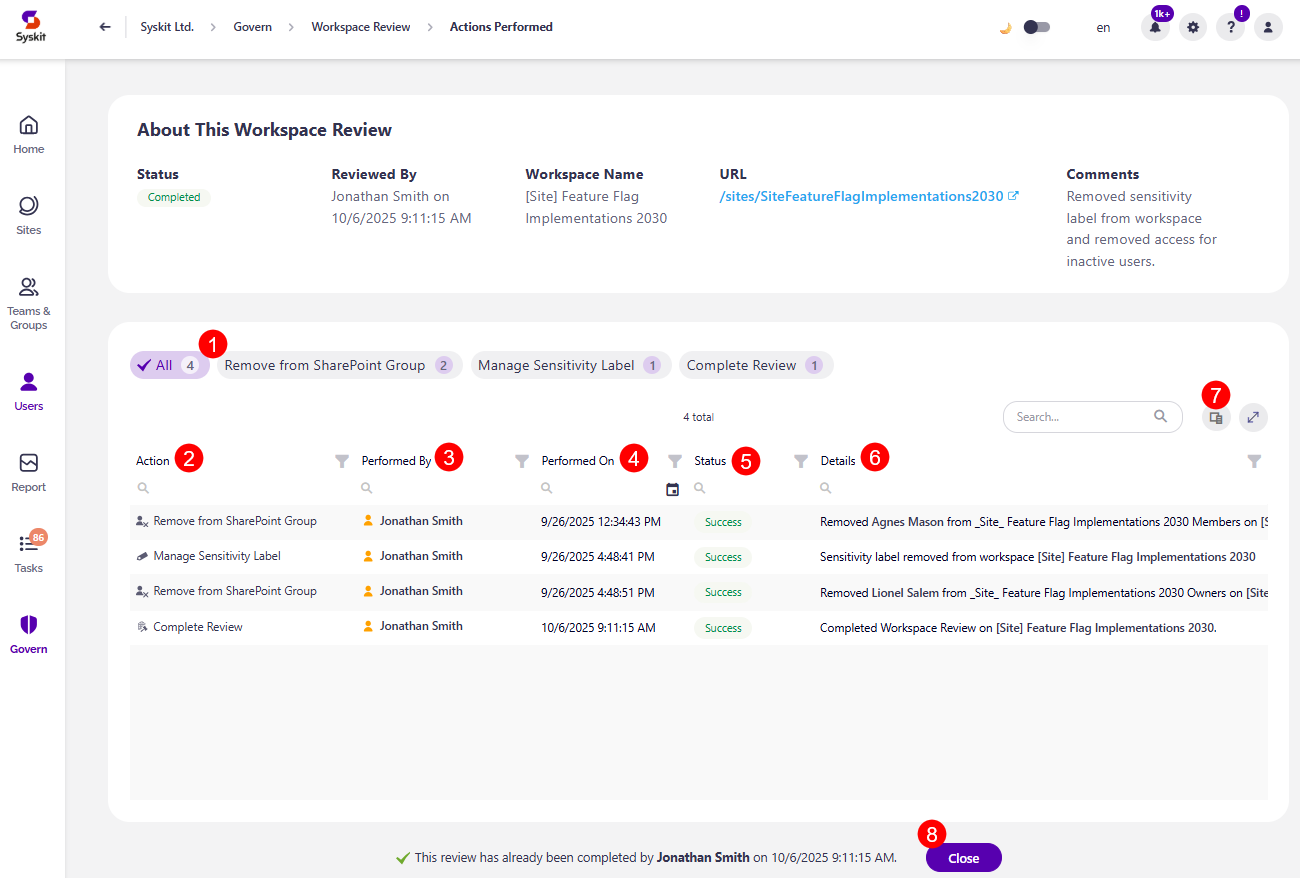 Syskit
Syskit Ltd. > Govern > Workspace Review > Actions Performed
en
1k+
?
!
Home
Sites
Teams &
Groups
Users
Report
86
Tasks
Govern
About This Workspace Review
Status
Completed
Reviewed By
Jonathan Smith on
10/6/2025 9:11:15 AM
Workspace Name
[Site] Feature Flag
Implementations 2030
URL
/sites/SiteFeatureFlagImplementations2030
Comments
Removed sensitivity
label from workspace
and removed access for
inactive users.
1
All 4 Remove from SharePoint Group 2 Manage Sensitivity Label 1 Complete Review 1
4 total
Search...
7
Action 2 Performed By 3 Performed On 4 Status 5 Details 6
Remove from SharePoint Group Jonathan Smith 9/26/2025 12:34:43 PM Success Removed Agnes Mason from _Site_ Feature Flag Implementations 2030 Members on [S
Manage Sensitivity Label Jonathan Smith 9/26/2025 4:48:41 PM Success Sensitivity label removed from workspace [Site] Feature Flag Implementations 2030
Remove from SharePoint Group Jonathan Smith 9/26/2025 4:48:51 PM Success Removed Lionel Salem from _Site_ Feature Flag Implementations 2030 Owners on [Site
Complete Review Jonathan Smith 10/6/2025 9:11:15 AM Success Completed Workspace Review on [Site] Feature Flag Implementations 2030.
8
This review has already been completed by Jonathan Smith on 10/6/2025 9:11:15 AM. Close